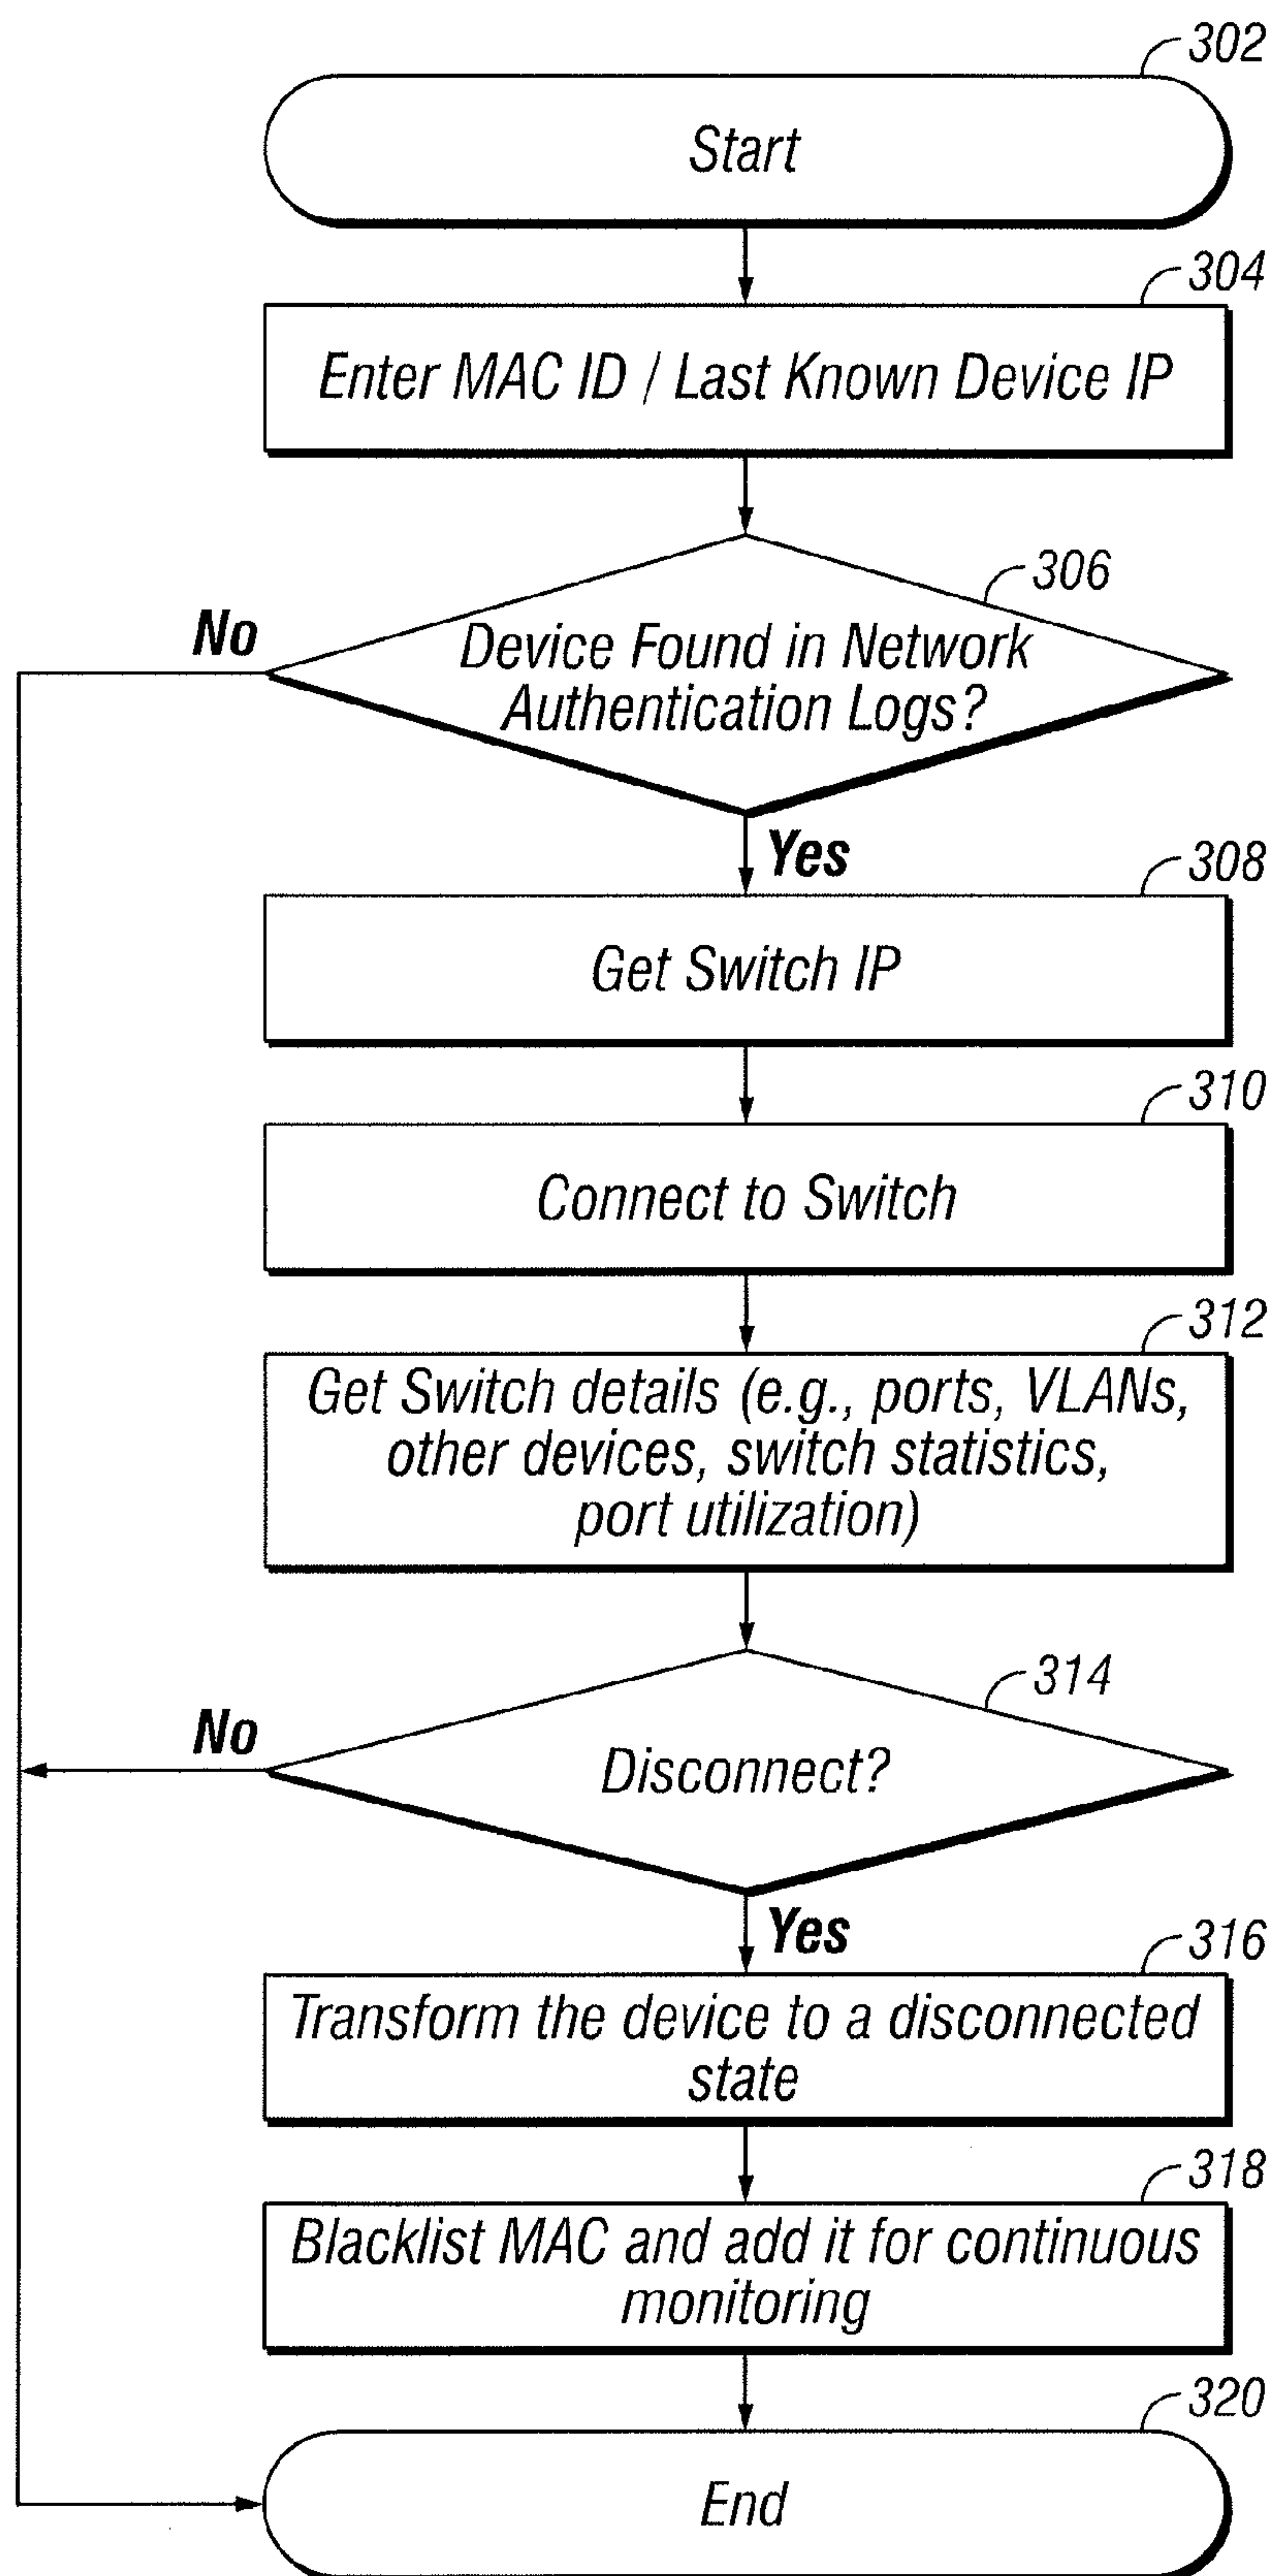 302
Start
304
Enter MAC ID / Last Known Device IP
306
No
Device Found in Network
Authentication Logs?
Yes
308
Get Switch IP
310
Connect to Switch
312
Get Switch details (e.g., ports, VLANs,
other devices, switch statistics,
port utilization)
314
No
Disconnect?
Yes
316
Transform the device to a disconnected
state
318
Blacklist MAC and add it for continuous
monitoring
320
End